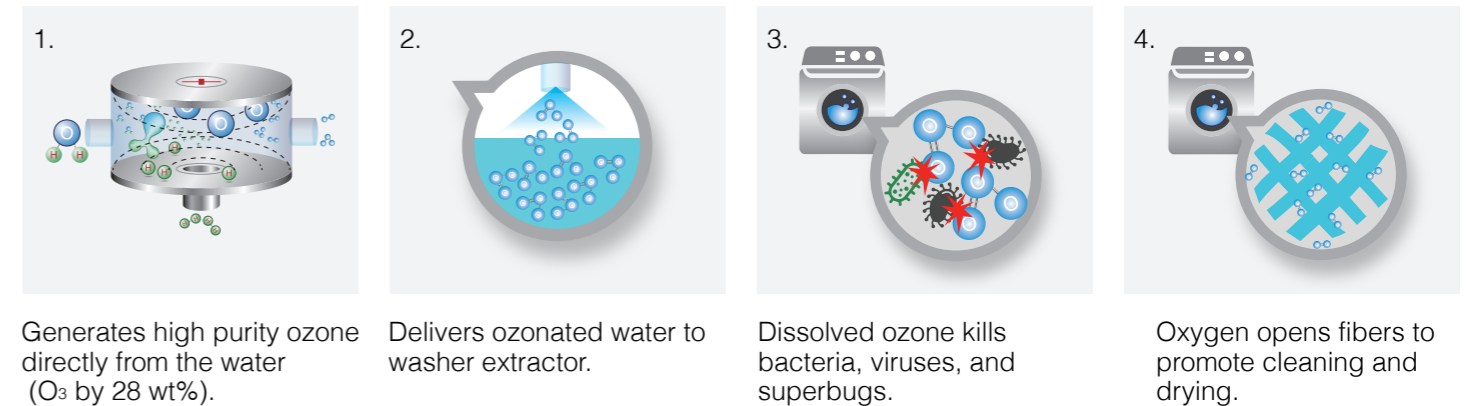 1.
O
H
H
O
O
H
H
H
H
Generates high purity ozone
directly from the water
(O3 by 28 wt%).
2.
Delivers ozonated water to
washer extractor.
3.
Dissolved ozone kills
bacteria, viruses, and
superbugs.
4.
Oxygen opens fibers to
promote cleaning and
drying.